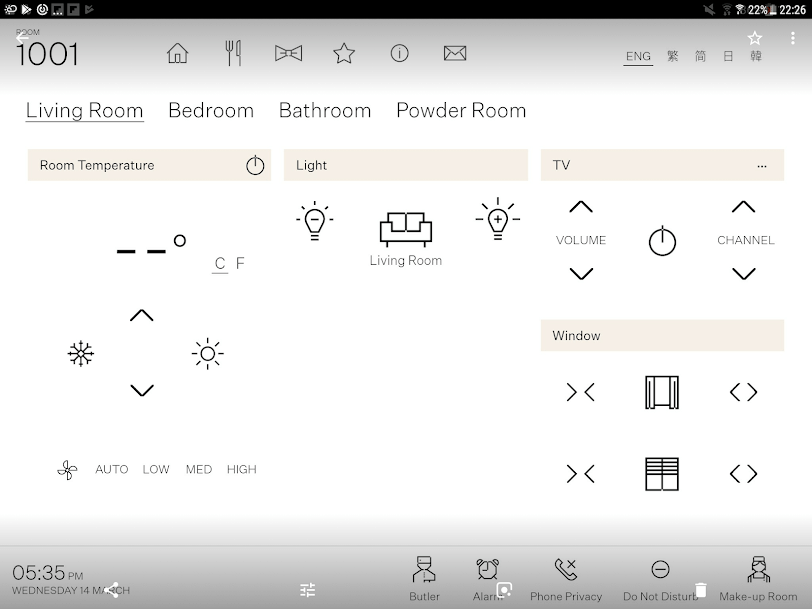 22% 22:26
ROOM
1001
ENG 繁 简 日 韓
Living Room Bedroom Bathroom Powder Room
Room Temperature
Light
TV ...
-- °
C F
Living Room
VOLUME
CHANNEL
Window
AUTO LOW MED HIGH
05:35 PM
WEDNESDAY 14 MARCH
Butler
Alarm
Phone Privacy
Do Not Disturb
Make-up Room